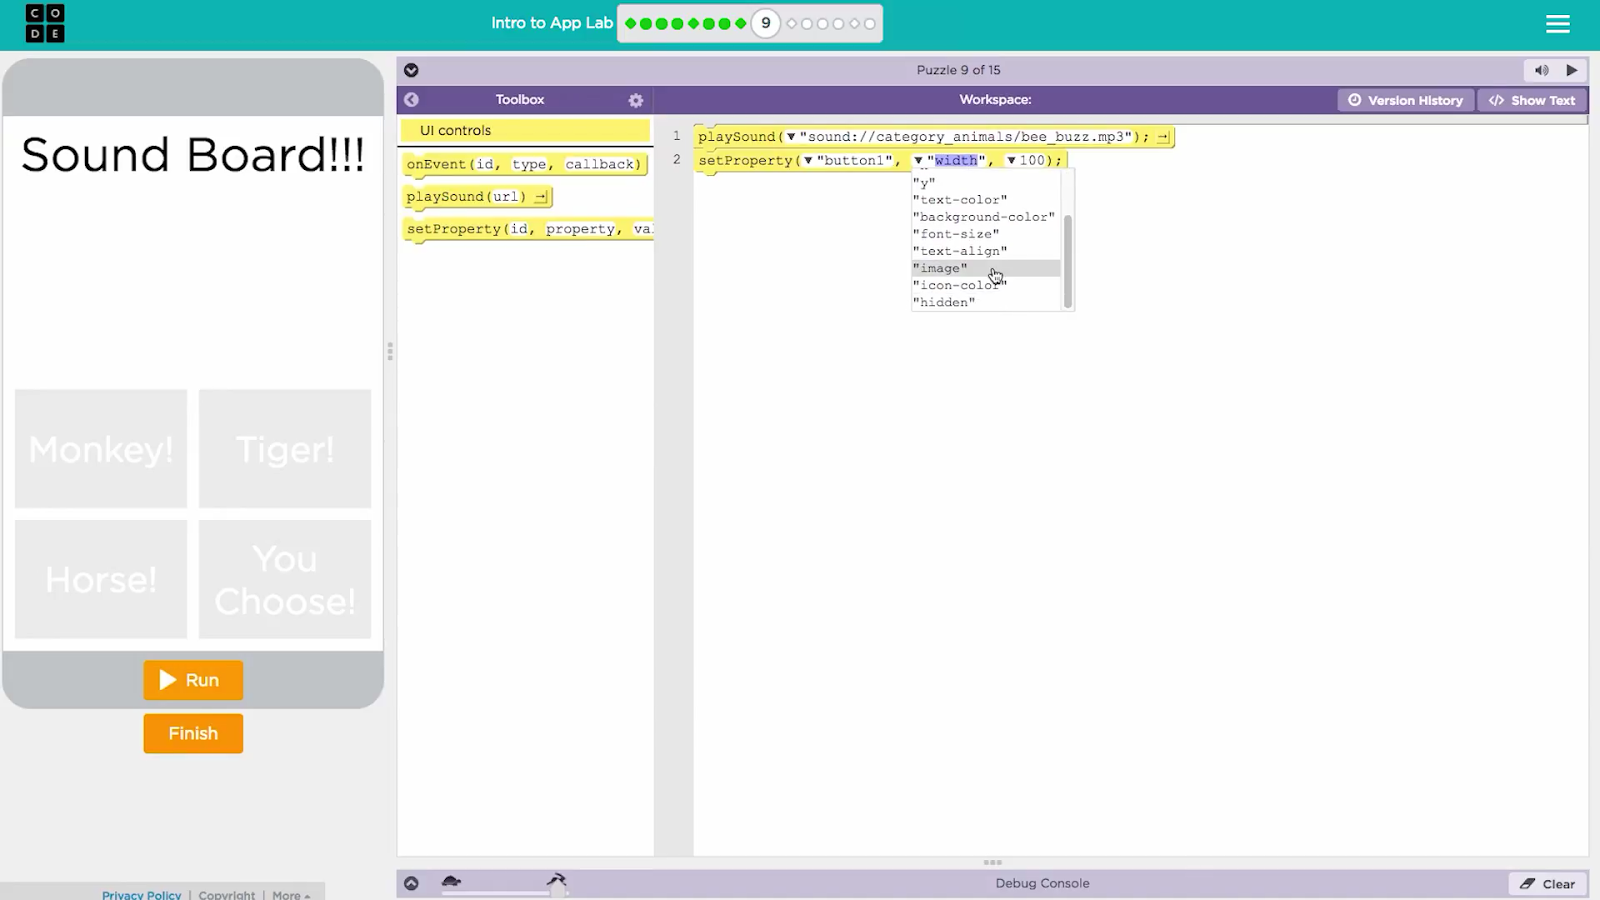 C O
D E
Intro to App Lab
9
Puzzle 9 of 15
Toolbox
Workspace:
Version History
</> Show Text
UI controls
onEvent(id, type, callback)
playSound(url)
setProperty(id, property, val
1 playSound("sound://category_animals/bee_buzz.mp3");
2 setProperty("button1", "width", 100);
"y"
"text-color"
"background-color"
"font-size"
"text-align"
"image"
"icon-color"
"hidden"
Sound Board!!!
Monkey!
Tiger!
Horse!
You
Choose!
Run
Finish
Privacy Policy | Copyright | More
Debug Console
Clear